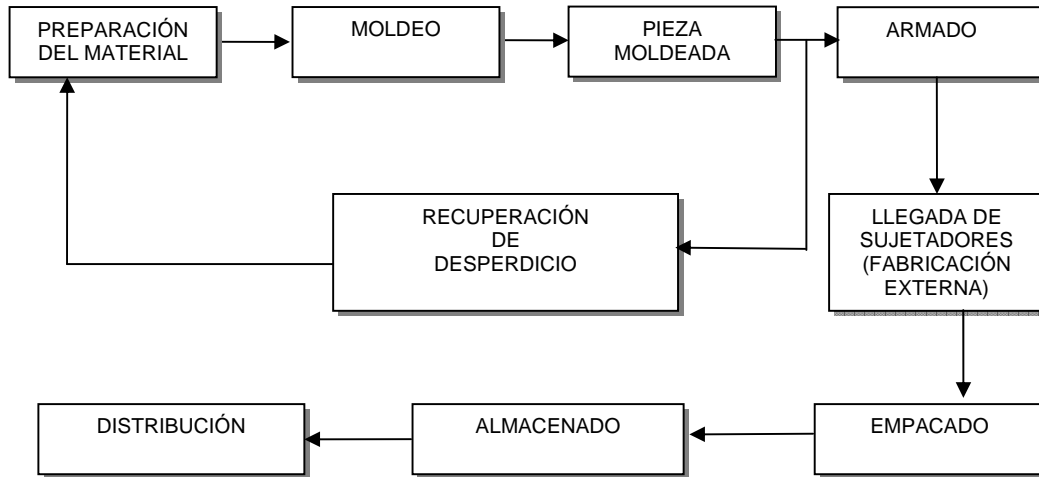 PREPARACIÓN
DEL MATERIAL
MOLDEO
PIEZA
MOLDEADA
ARMADO
RECUPERACIÓN
DE
DESPERDICIO
LLEGADA DE
SUJETADORES
(FABRICACIÓN
EXTERNA)
DISTRIBUCIÓN
ALMACENADO
EMPACADO